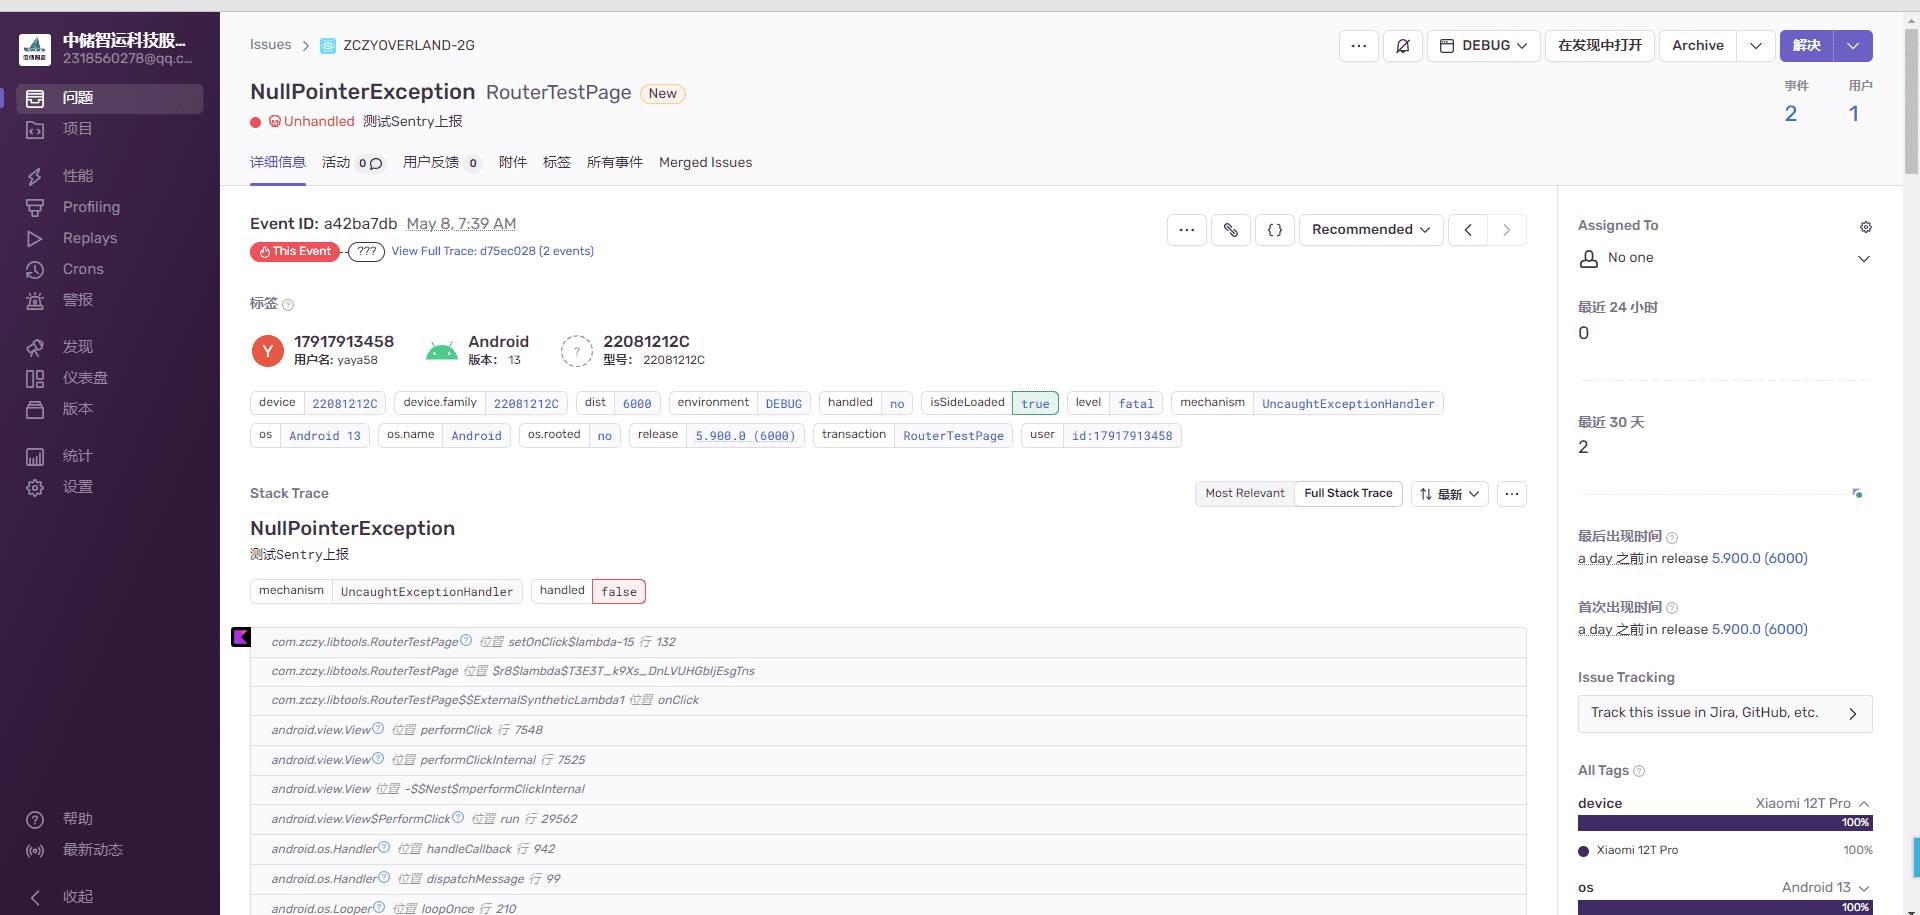 中储智运科技股...
2318560278@qq.c...
问题
项目
性能
Profiling
Replays
Crons
警报
发现
仪表盘
版本
统计
设置
帮助
最新动态
收起
Issues > ZCZYOVERLAND-2G
DEBUG
在发现中打开
Archive
解决
NullPointerException RouterTestPage New
Unhandled 测试Sentry上报
事件 用户
2 1
详细信息 活动 0 用户反馈 0 附件 标签 所有事件 Merged Issues
Event ID: a42ba7db May 8, 7:39 AM
This Event ??? View Full Trace: d75ec028 (2 events)
Recommended
标签
Y
17917913458
用户名: yaya58
Android
版本: 13
?
22081212C
型号: 22081212C
device 22081212C device.family 22081212C dist 6000 environment DEBUG handled no isSideLoaded true level fatal mechanism UncaughtExceptionHandler
os Android 13 os.name Android os.rooted no release 5.900.0 (6000) transaction RouterTestPage user id:17917913458
Stack Trace
Most Relevant Full Stack Trace 最新
NullPointerException
测试Sentry上报
mechanism UncaughtExceptionHandler handled false
com.zczy.libtools.RouterTestPage 位置 setOnClick$lambda-15 行 132
com.zczy.libtools.RouterTestPage 位置 $r8$lambda$T3E3T_k9Xs_DnLVUHGbIjEsgTns
com.zczy.libtools.RouterTestPage$$ExternalSyntheticLambda1 位置 onClick
android.view.View 位置 performClick 行 7548
android.view.View 位置 performClickInternal 行 7525
android.view.View 位置 -$$Nest$mperformClickInternal
android.view.View$PerformClick 位置 run 行 29562
android.os.Handler 位置 handleCallback 行 942
android.os.Handler 位置 dispatchMessage 行 99
android.os.Looper 位置 loopOnce 行 210
Assigned To
No one
最近 24 小时
0
最近 30 天
2
最后出现时间
a day 之前 in release 5.900.0 (6000)
首次出现时间
a day 之前 in release 5.900.0 (6000)
Issue Tracking
Track this issue in Jira, GitHub, etc.
All Tags
device Xiaomi 12T Pro
100%
Xiaomi 12T Pro 100%
os Android 13
100%